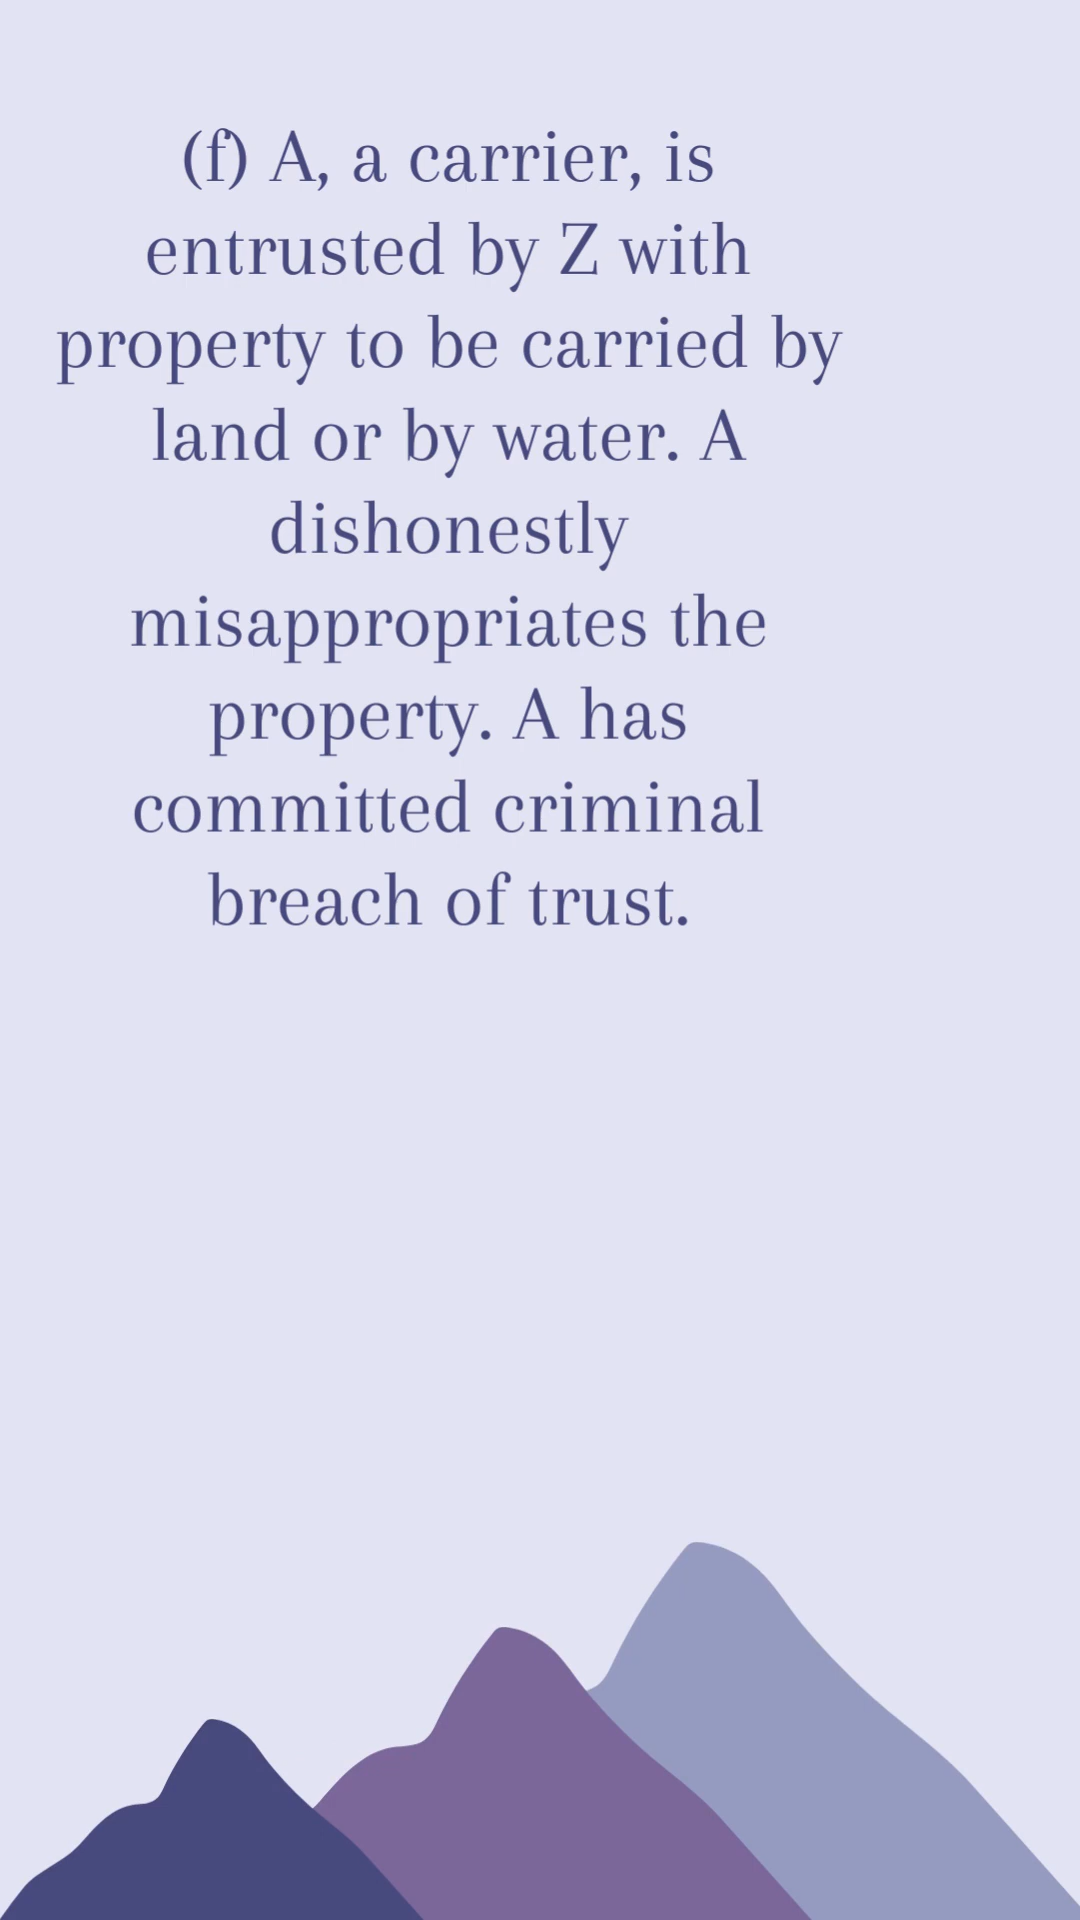 (f) A, a carrier, is
entrusted by Z with
property to be carried by
land or by water. A
dishonestly
misappropriates the
property. A has
committed criminal
breach of trust.